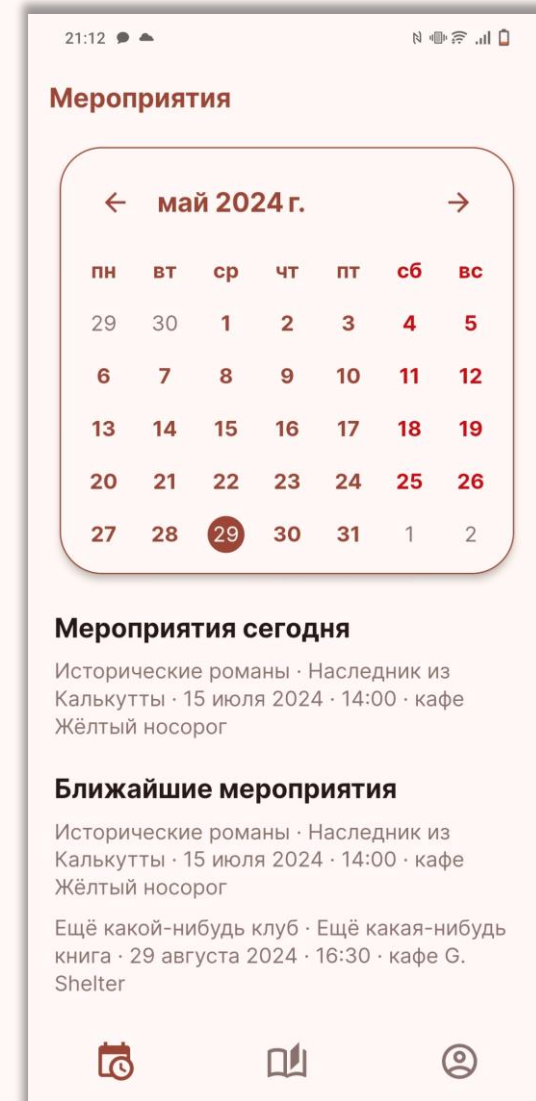 21:12
Мероприятия
май 2024 г.
пн вт ср чт пт сб вс
29 30 1 2 3 4 5
6 7 8 9 10 11 12
13 14 15 16 17 18 19
20 21 22 23 24 25 26
27 28 29 30 31 1 2
Мероприятия сегодня
Исторические романы · Наследник из
Калькутты · 15 июля 2024 · 14:00 · кафе
Жёлтый носорог
Ближайшие мероприятия
Исторические романы · Наследник из
Калькутты · 15 июля 2024 · 14:00 · кафе
Жёлтый носорог
Ещё какой-нибудь клуб · Ещё какая-нибудь
книга · 29 августа 2024 · 16:30 · кафе G.
Shelter